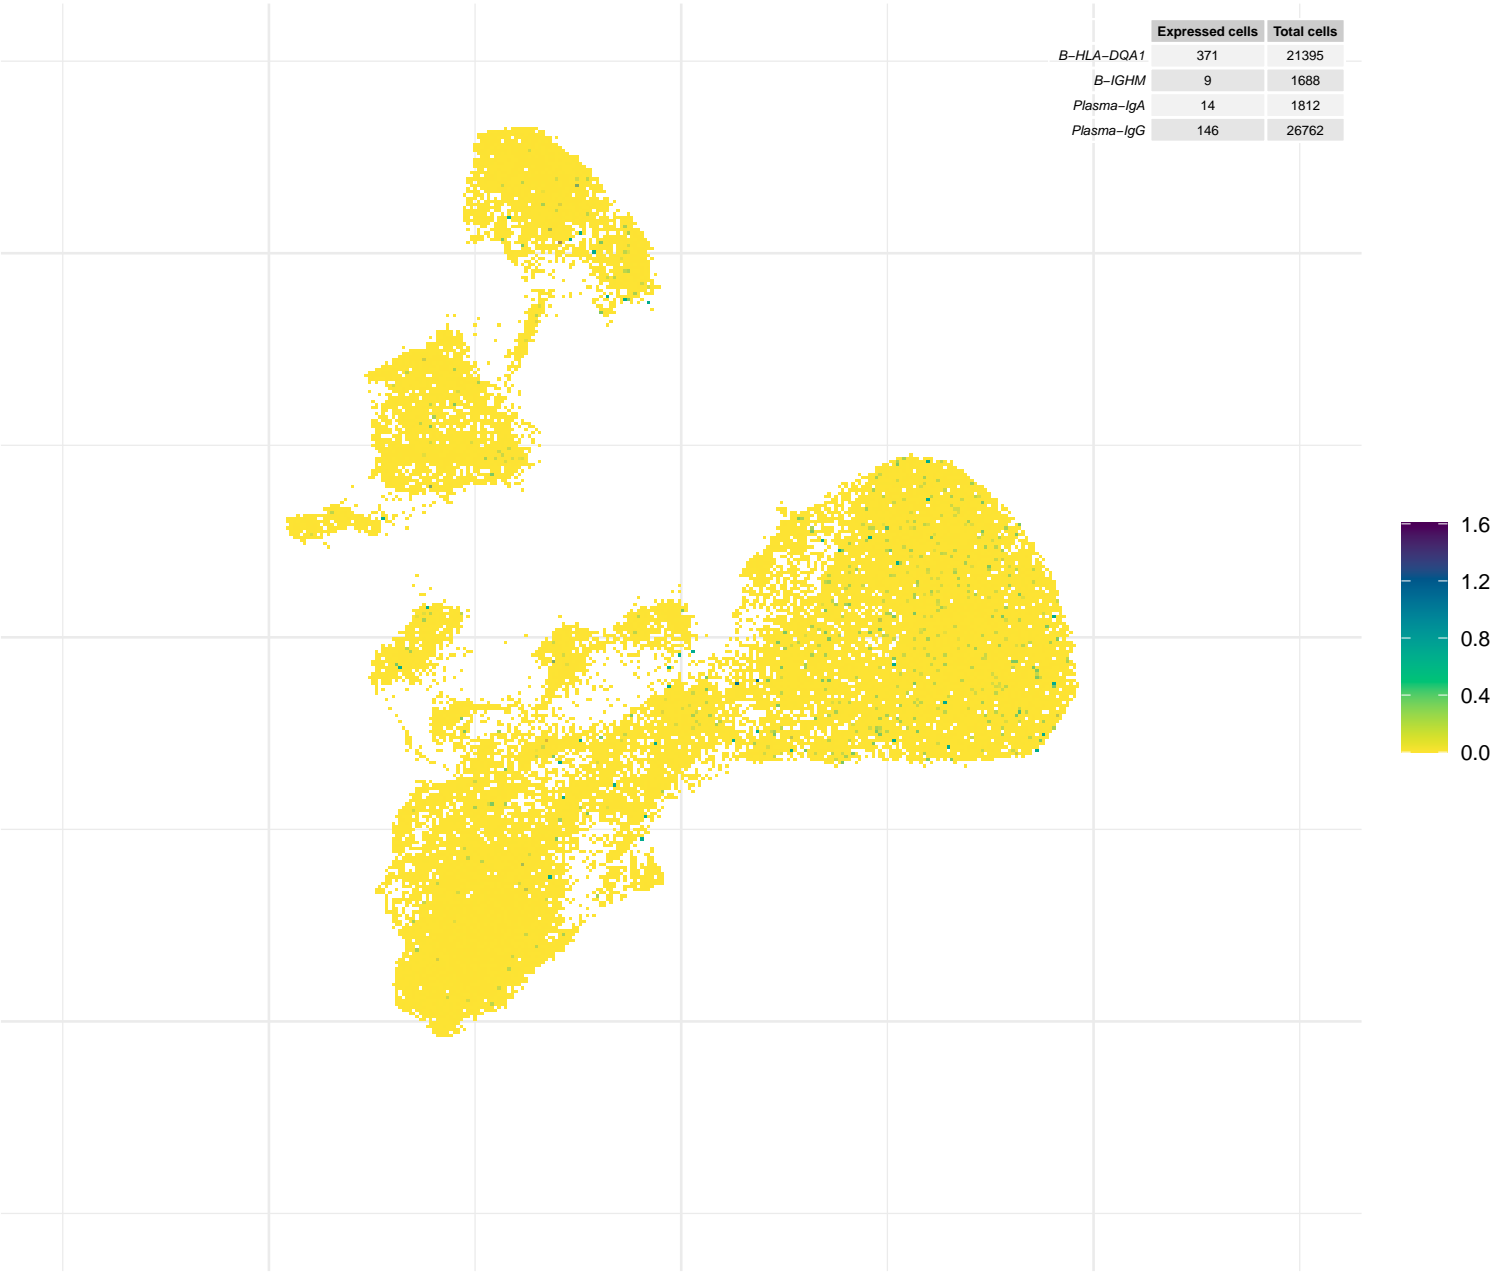 Expressed cells Total cells
B−HLA−DQA1 371 21395
B−IGHM 9 1688
Plasma−IgA 14 1812
Plasma−IgG 146 26762
1.6
1.2
0.8
0.4
0.0